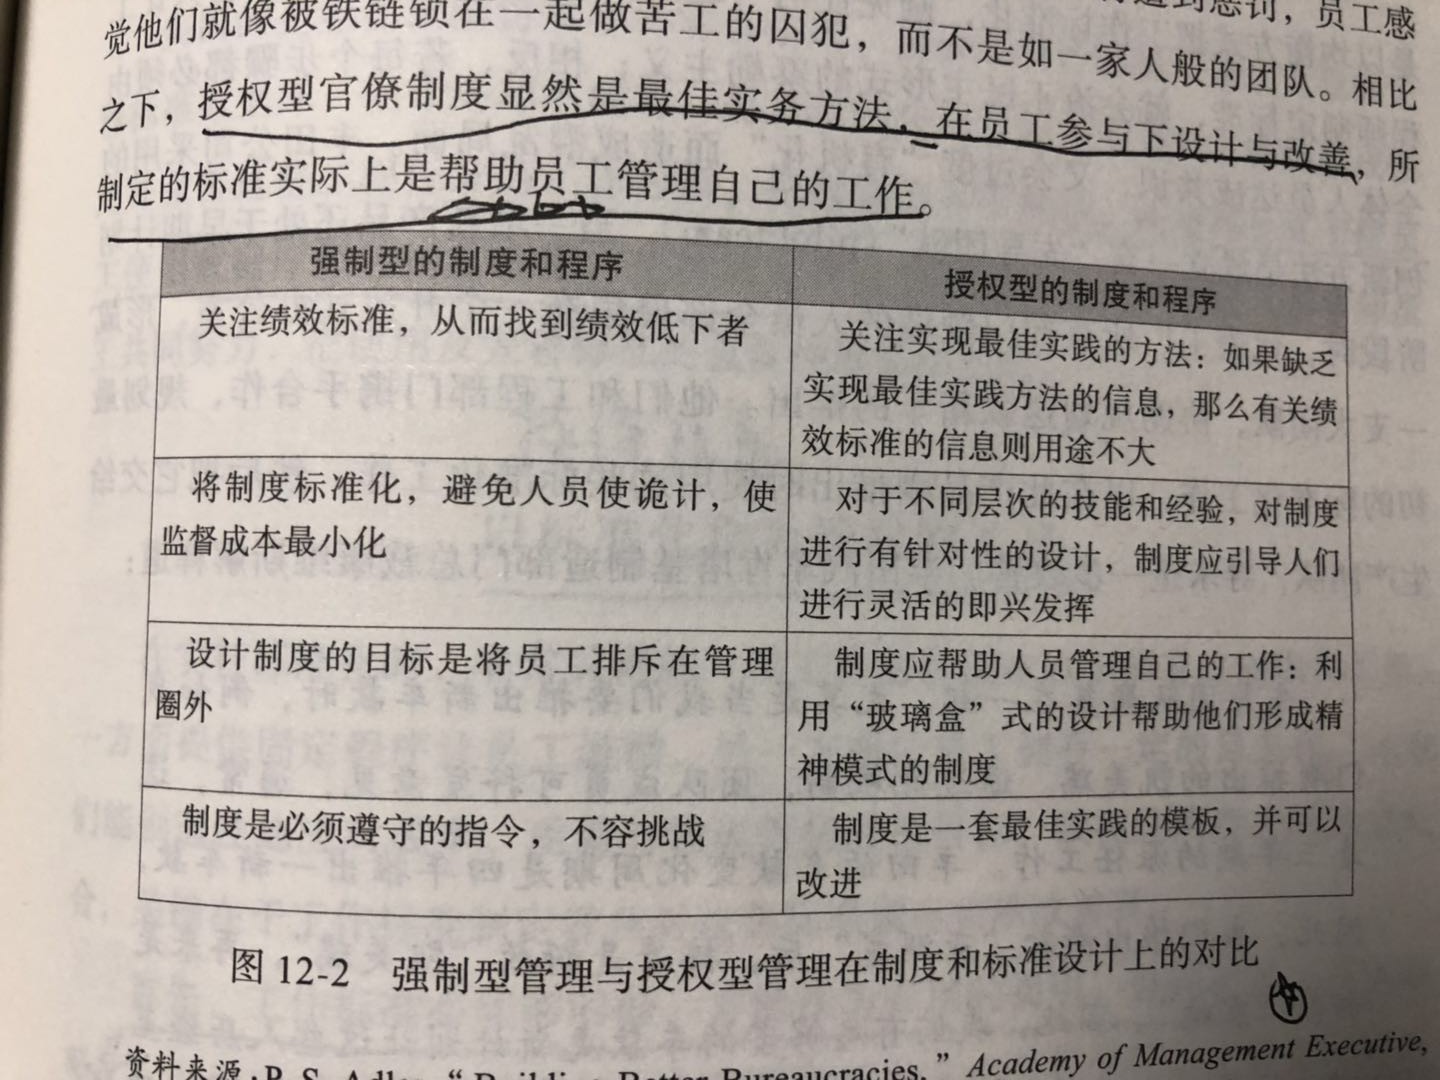 到惩罚，员工感
觉他们就像被铁链锁在一起做苦工的囚犯，而不是如一家人般的团队。相比
之下，授权型官僚制度显然是最佳实务方法，在员工参与下设计与改善，所
制定的标准实际上是帮助员工管理自己的工作。
强制型的制度和程序
授权型的制度和程序
关注绩效标准，从而找到绩效低下者
关注实现最佳实践的方法：如果缺乏
实现最佳实践方法的信息，那么有关绩
效标准的信息则用途不大
将制度标准化，避免人员使诡计，使
监督成本最小化
对于不同层次的技能和经验，对制度
进行有针对性的设计，制度应引导人们
进行灵活的即兴发挥
设计制度的目标是将员工排斥在管理
圈外
制度应帮助人员管理自己的工作：利
用“玻璃盒”式的设计帮助他们形成精
神模式的制度
制度是必须遵守的指令，不容挑战
制度是一套最佳实践的模板，并可以
改进
图 12-2 强制型管理与授权型管理在制度和标准设计上的对比
资料来源：P. S. Adler, “Building Better Bureaucracies,” Academy of Management Executive,